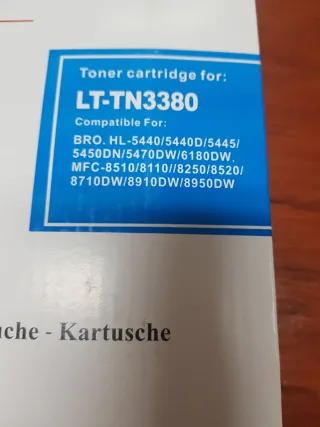 Toner cartridge for:
LT-TN3380
Compatible For:
BRO. HL-5440/5440D/5445/
5450DN/5470DW/6180DW,
MFC-8510/8110//8250/8520/
8710DW/8910DW/8950DW
- Kartusche